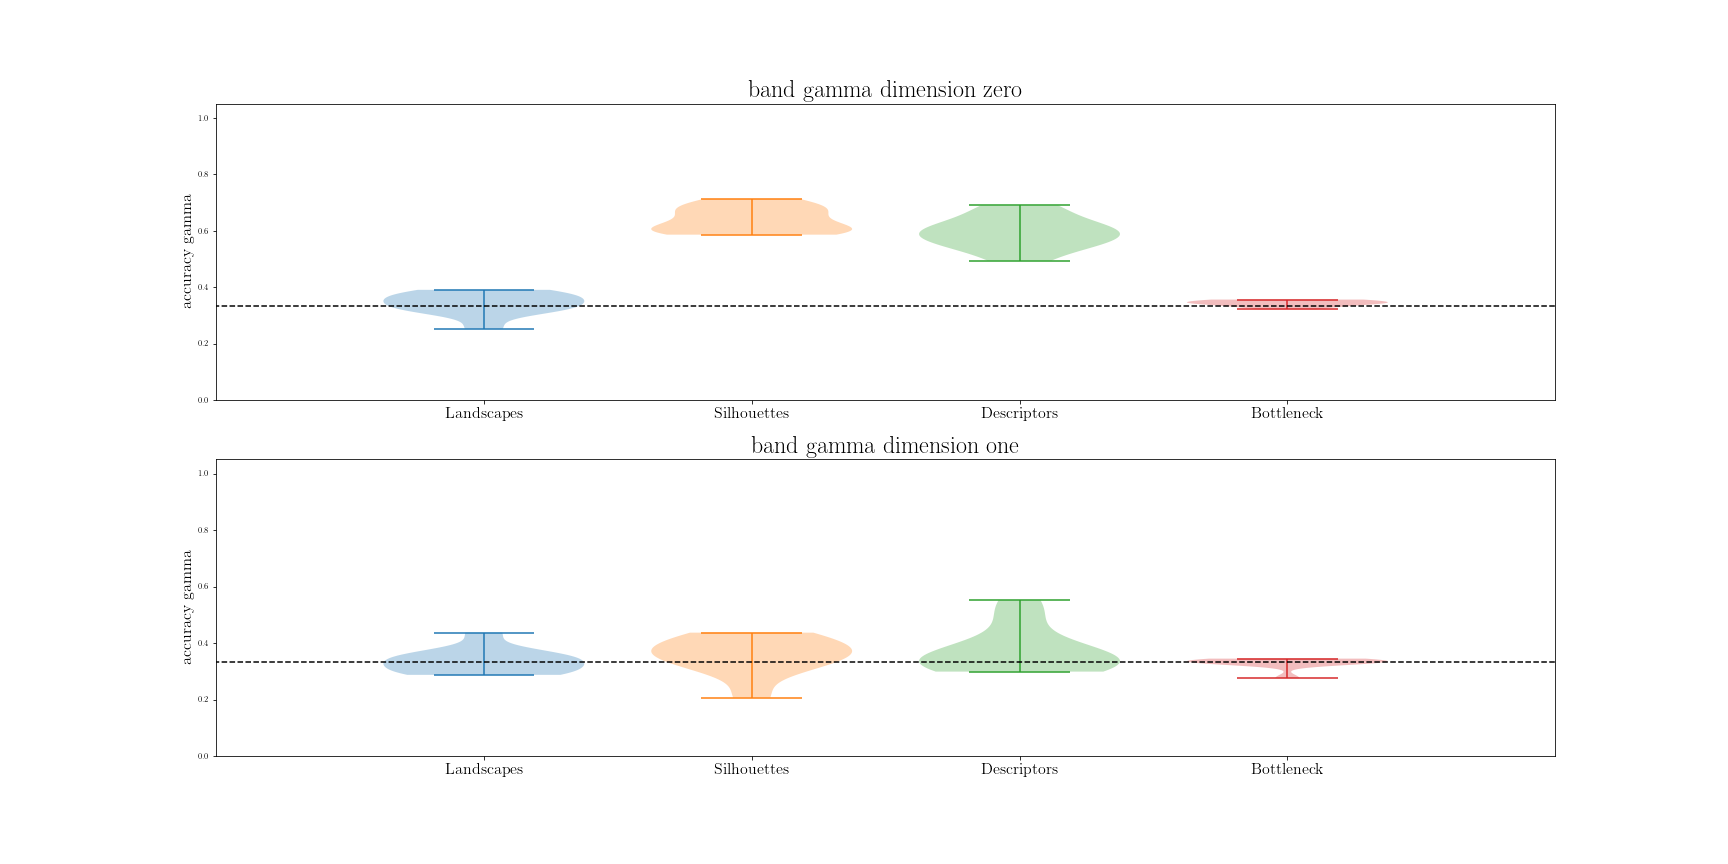 band gamma dimension zero
accuracy gamma
1.0
0.8
0.6
0.4
0.2
0.0
Landscapes Silhouettes Descriptors Bottleneck
band gamma dimension one
accuracy gamma
1.0
0.8
0.6
0.4
0.2
0.0
Landscapes Silhouettes Descriptors Bottleneck